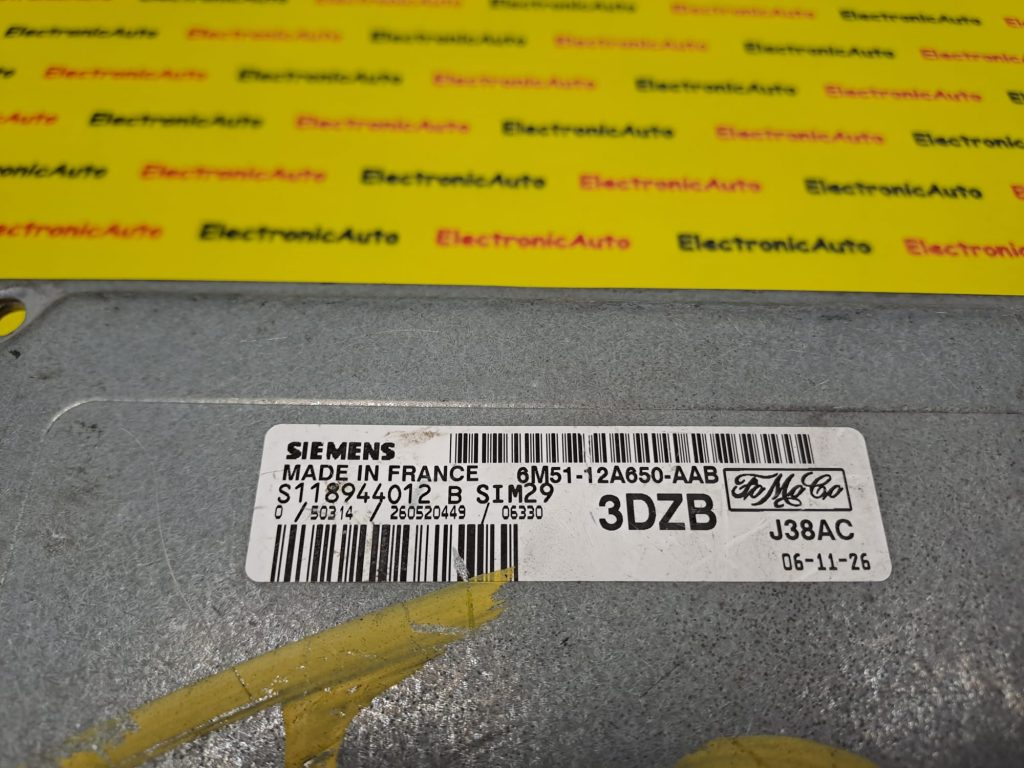 ElectronicAuto ElectronicAuto ElectronicAuto
ElectronicAuto ElectronicAuto ElectronicAuto ElectronicAuto ElectronicAuto ElectronicAuto
ElectronicAuto ElectronicAuto ElectronicAuto ElectronicAuto ElectronicAuto
ElectronicAuto ElectronicAuto ElectronicAuto ElectronicAuto
ElectronicAuto ElectronicAuto ElectronicAuto ElectronicAuto
ElectronicAuto ElectronicAuto ElectronicAuto ElectronicAuto
SIEMENS
MADE IN FRANCE 6M51-12A650-AAB
S118944012 B SIM29
0 / 50314 / 260520449 / 06330
3DZB
FoMoCo
J38AC
06-11-26